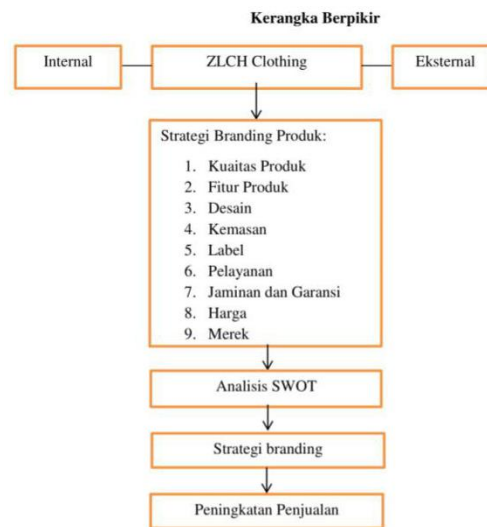 Kerangka Berpikir
Internal
ZLCH Clothing
Eksternal
Strategi Branding Produk:
1. Kuaitas Produk
2. Fitur Produk
3. Desain
4. Kemasan
5. Label
6. Pelayanan
7. Jaminan dan Garansi
8. Harga
9. Merek
Analisis SWOT
Strategi branding
Peningkatan Penjualan